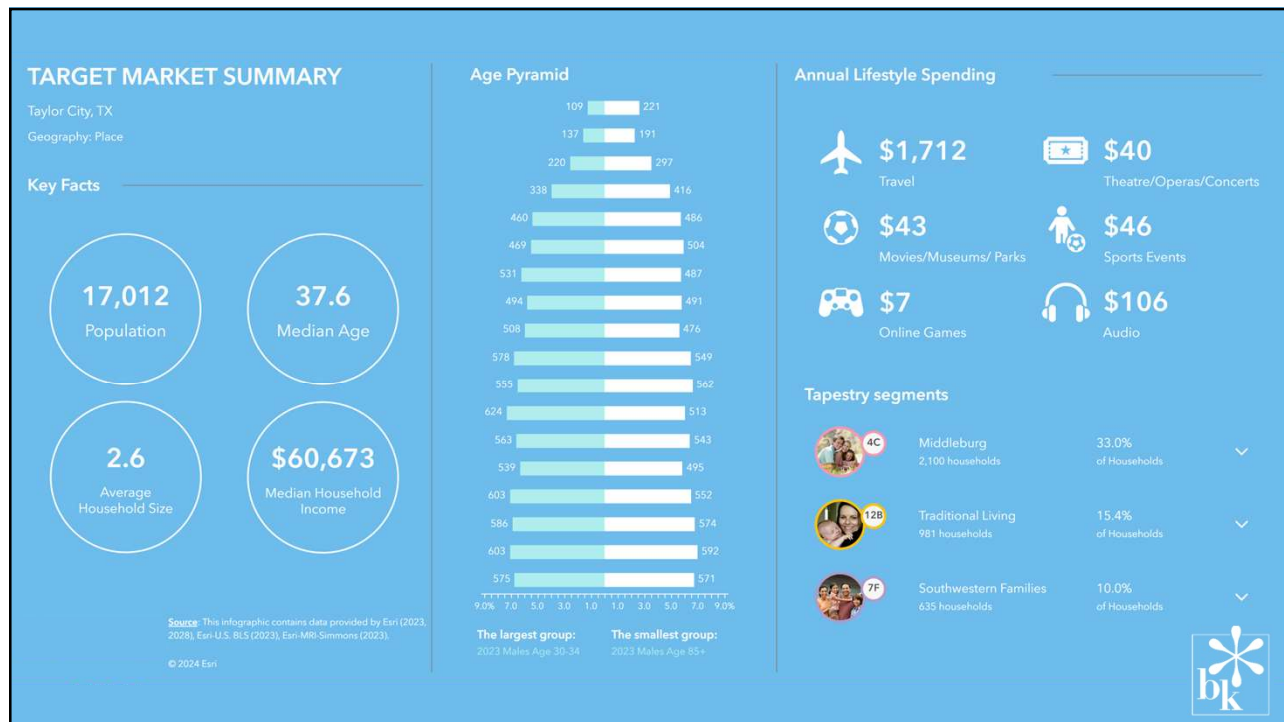 TARGET MARKET SUMMARY
Taylor City, TX
Geography: Place
Key Facts
17,012
Population
37.6
Median Age
2.6
Average
Household Size
$60,673
Median Household
Income
Source: This infographic contains data provided by Esri (2023,
2028), Esri-U.S. BLS (2023), Esri-MRI-Simmons (2023).
© 2024 Esri
Age Pyramid
109 221
137 191
220 297
338 416
460 486
469 504
531 487
494 491
508 476
578 549
555 562
624 513
563 543
539 495
603 552
586 574
603 592
575 571
9.0% 7.0 5.0 3.0 1.0 1.0 3.0 5.0 7.0 9.0%
The largest group:
2023 Males Age 30-34
The smallest group:
2023 Males Age 85+
Annual Lifestyle Spending
$1,712
Travel
$40
Theatre/Operas/Concerts
$43
Movies/Museums/ Parks
$46
Sports Events
$7
Online Games
$106
Audio
Tapestry segments
4C
Middleburg
2,100 households
33.0%
of Households
12B
Traditional Living
981 households
15.4%
of Households
7F
Southwestern Families
635 households
10.0%
of Households
bk